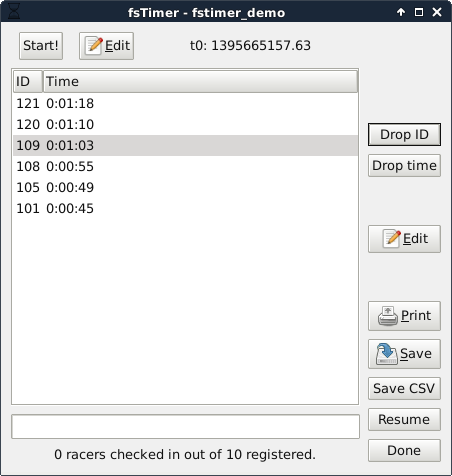 fsTimer - fstimer_demo
Start!
Edit
t0: 1395665157.63
ID Time
121 0:01:18
120 0:01:10
109 0:01:03
108 0:00:55
105 0:00:49
101 0:00:45
Drop ID
Drop time
Edit
Print
Save
Save CSV
Resume
Done
0 racers checked in out of 10 registered.